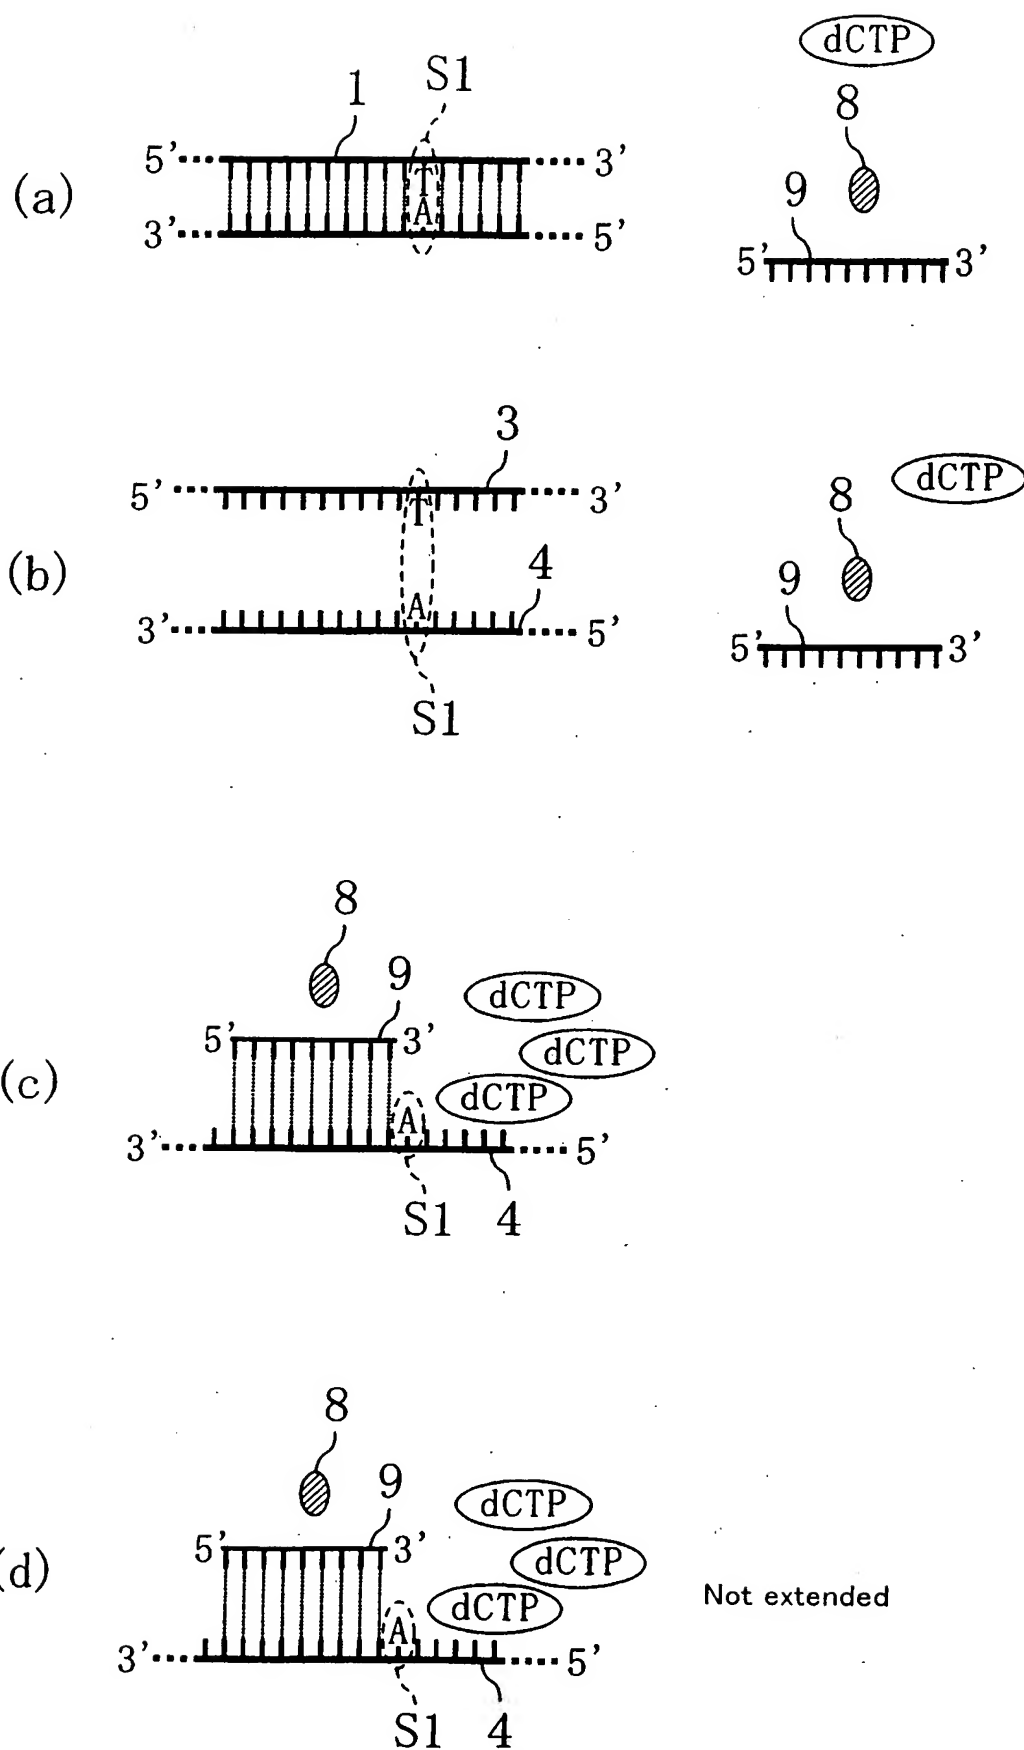 dCTP
S1
1
8
5' 3'
T
(a)
9
A
3' 5'
5' 3'
3
dCTP
8
5' 3'
T
(b)
4
9
A
3' 5'
5' 3'
S1
8
9
dCTP
5' 3'
dCTP
(c)
dCTP
A
3' 5'
S1 4
8
9
dCTP
5' 3'
dCTP
(d)
Not extended
dCTP
A
3' 5'
S1 4